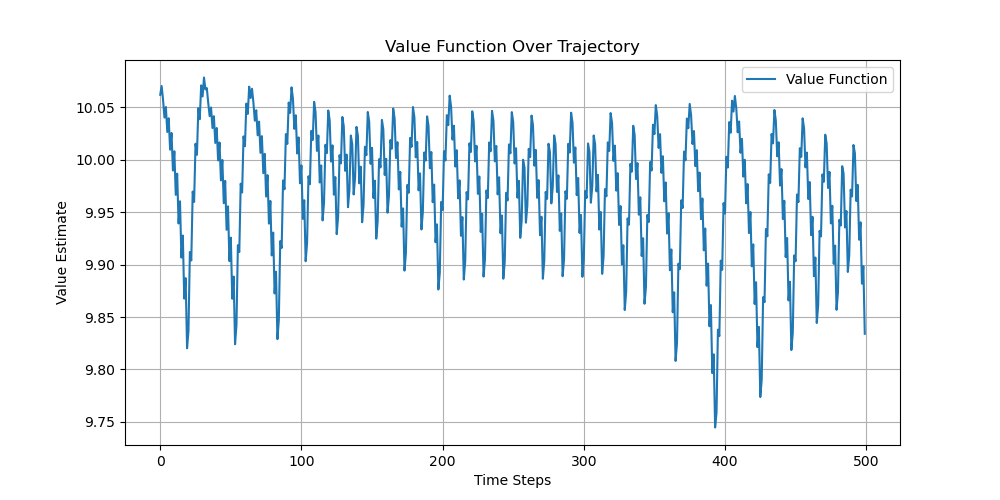 Value Function Over Trajectory
Value Function
10.05
10.00
9.95
9.90
9.85
9.80
9.75
Value Estimate
0 100 200 300 400 500
Time Steps